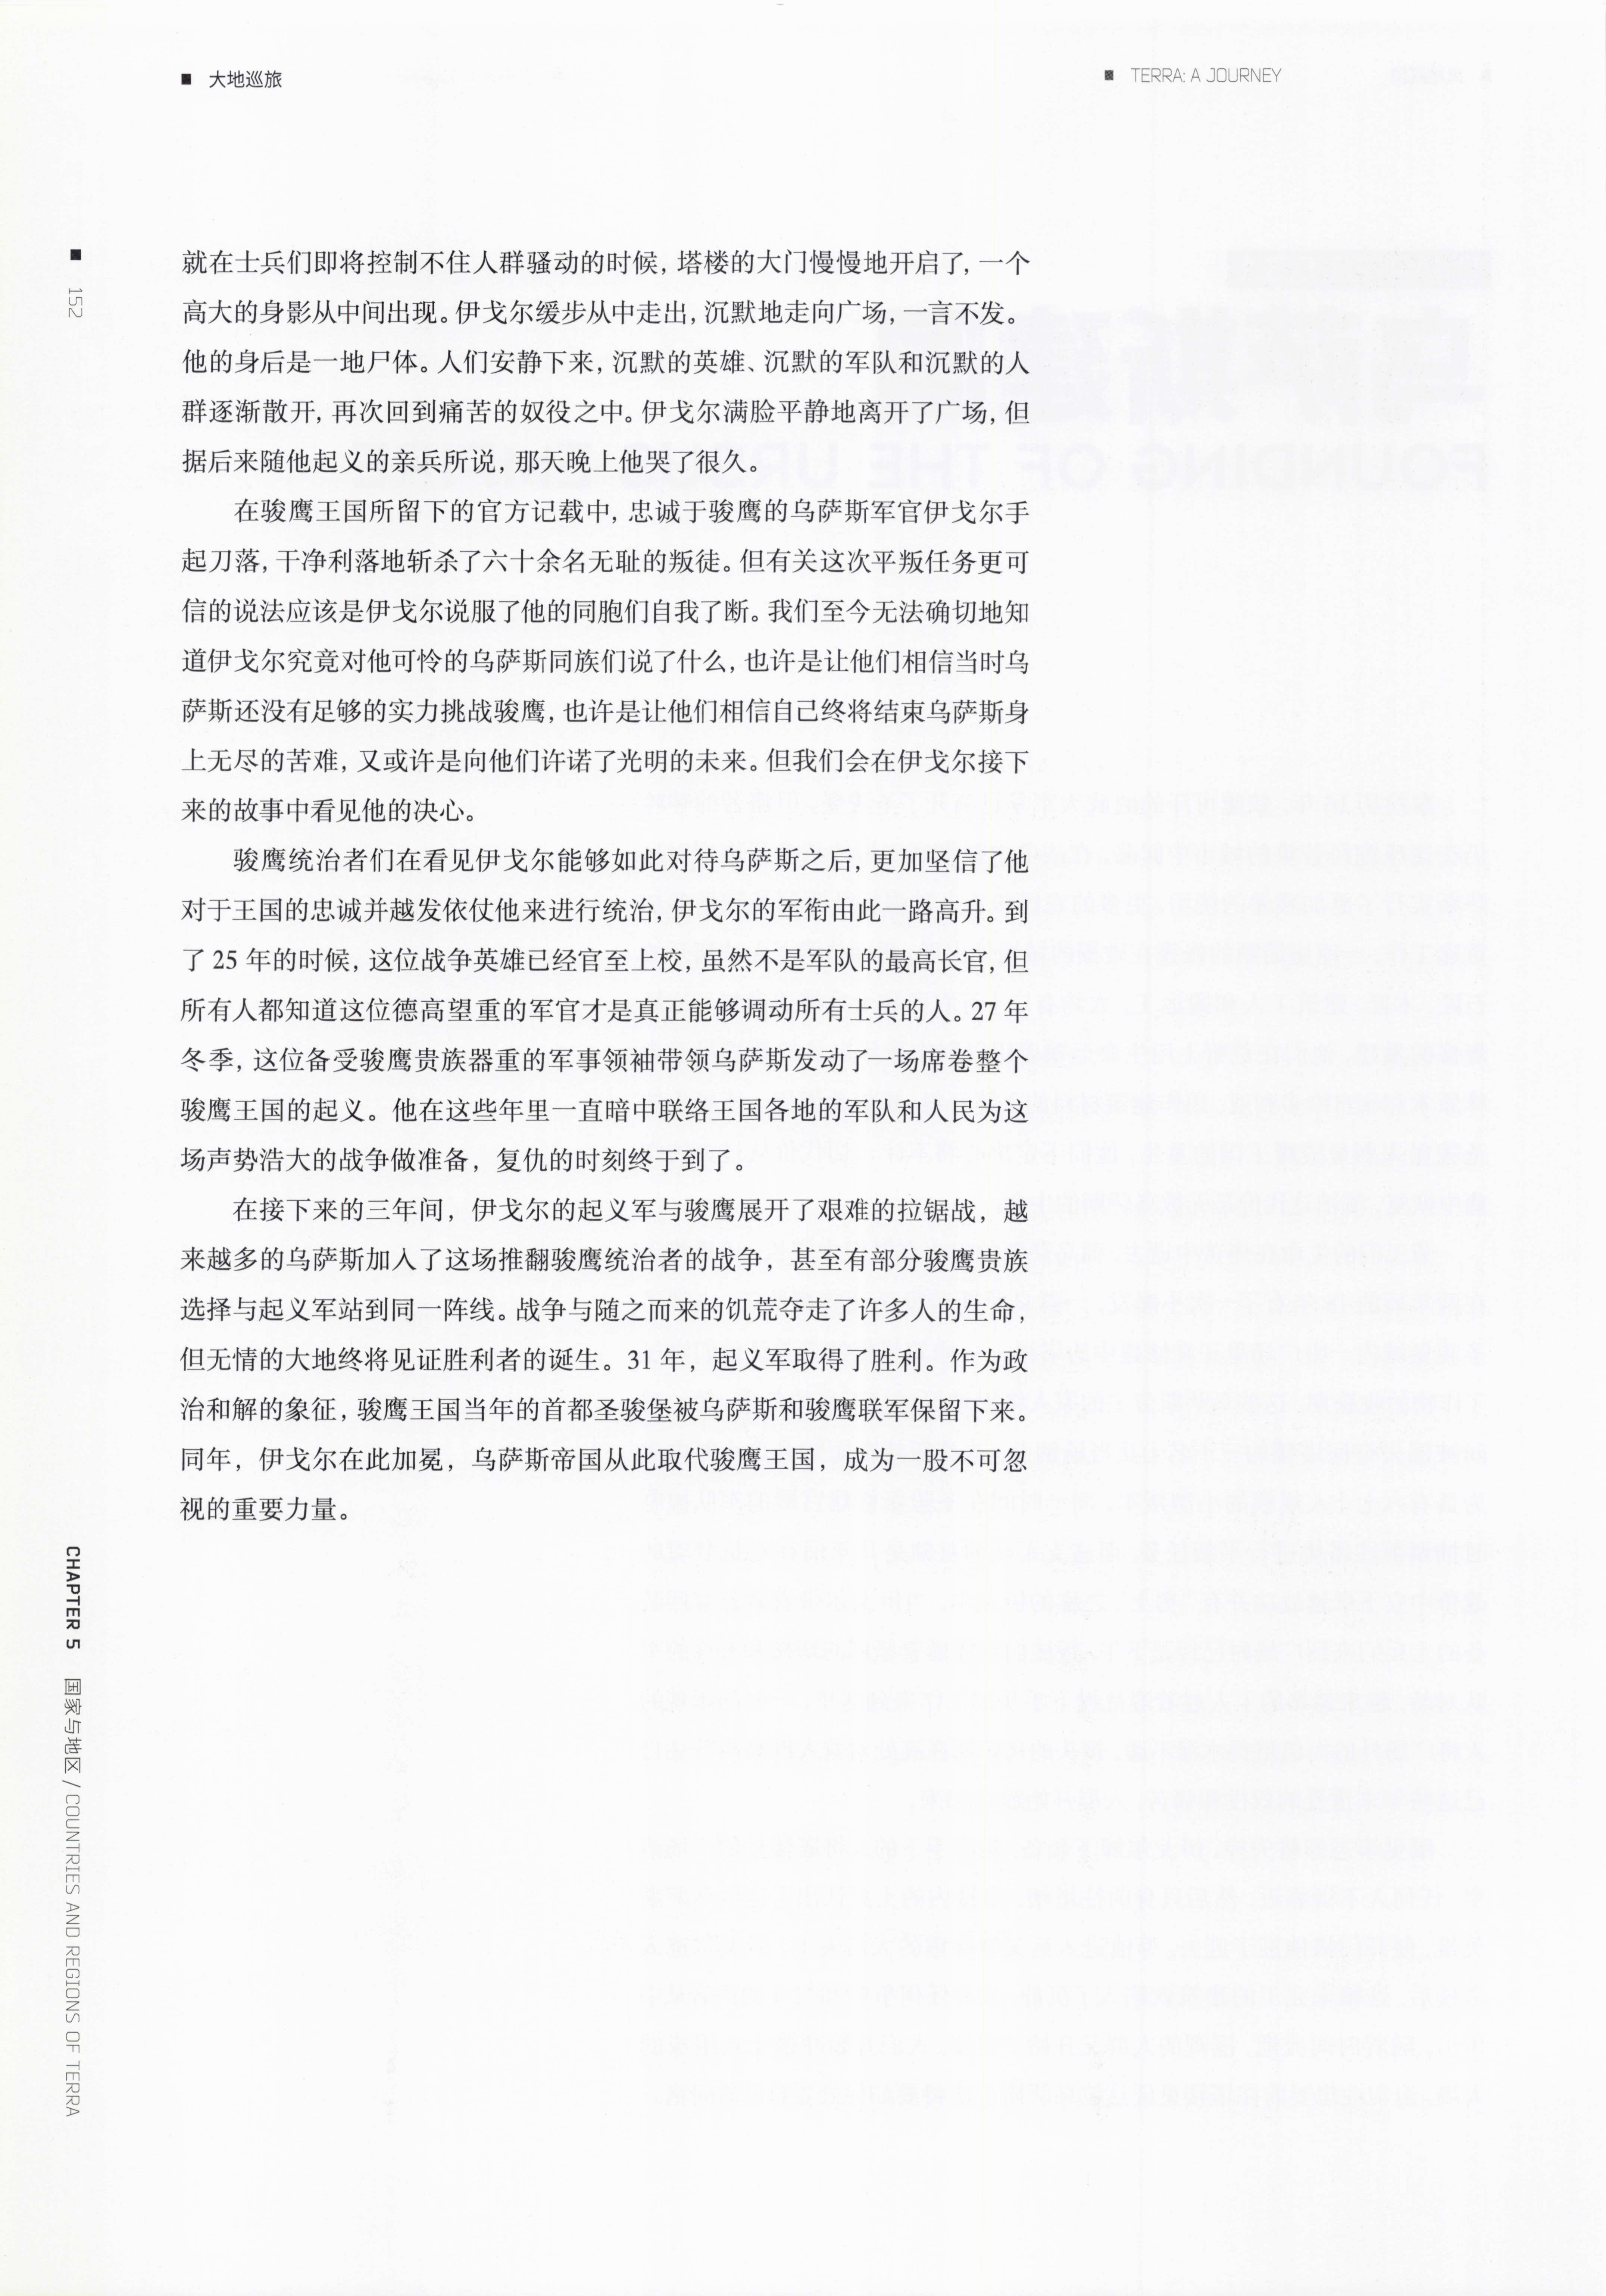 大地巡旅
TERRA: A JOURNEY
152
就在士兵们即将控制不住人群骚动的时候，塔楼的大门慢慢地开启了，一个
高大的身影从中间出现。伊戈尔缓步从中走出，沉默地走向广场，一言不发。
他的身后是一地尸体。人们安静下来，沉默的英雄、沉默的军队和沉默的人
群逐渐散开，再次回到痛苦的奴役之中。伊戈尔满脸平静地离开了广场，但
据后来随他起义的亲兵所说，那天晚上他哭了很久。
在骏鹰王国所留下的官方记载中，忠诚于骏鹰的乌萨斯军官伊戈尔手
起刀落，干净利落地斩杀了六十余名无耻的叛徒。但有关这次平叛任务更可
信的说法应该是伊戈尔说服了他的同胞们自我了断。我们至今无法确切地知
道伊戈尔究竟对他可怜的乌萨斯同族们说了什么，也许是让他们相信当时乌
萨斯还没有足够的实力挑战骏鹰，也许是让他们相信自己终将结束乌萨斯身
上无尽的苦难，又或许是向他们许诺了光明的未来。但我们会在伊戈尔接下
来的故事中看见他的决心。
骏鹰统治者们在看见伊戈尔能够如此对待乌萨斯之后，更加坚信了他
对于王国的忠诚并越发依仗他来进行统治，伊戈尔的军衔由此一路高升。到
了 25 年的时候，这位战争英雄已经官至上校，虽然不是军队的最高长官，但
所有人都知道这位德高望重的军官才是真正能够调动所有士兵的人。27 年
冬季，这位备受骏鹰贵族器重的军事领袖带领乌萨斯发动了一场席卷整个
骏鹰王国的起义。他在这些年里一直暗中联络王国各地的军队和人民为这
场声势浩大的战争做准备，复仇的时刻终于到了。
在接下来的三年间，伊戈尔的起义军与骏鹰展开了艰难的拉锯战，越
来越多的乌萨斯加入了这场推翻骏鹰统治者的战争，甚至有部分骏鹰贵族
选择与起义军站到同一阵线。战争与随之而来的饥荒夺走了许多人的生命，
但无情的大地终将见证胜利者的诞生。31 年，起义军取得了胜利。作为政
治和解的象征，骏鹰王国当年的首都圣骏堡被乌萨斯和骏鹰联军保留下来。
同年，伊戈尔在此加冕，乌萨斯帝国从此取代骏鹰王国，成为一股不可忽
视的重要力量。
CHAPTER 5 国家与地区 / COUNTRIES AND REGIONS OF TERRA